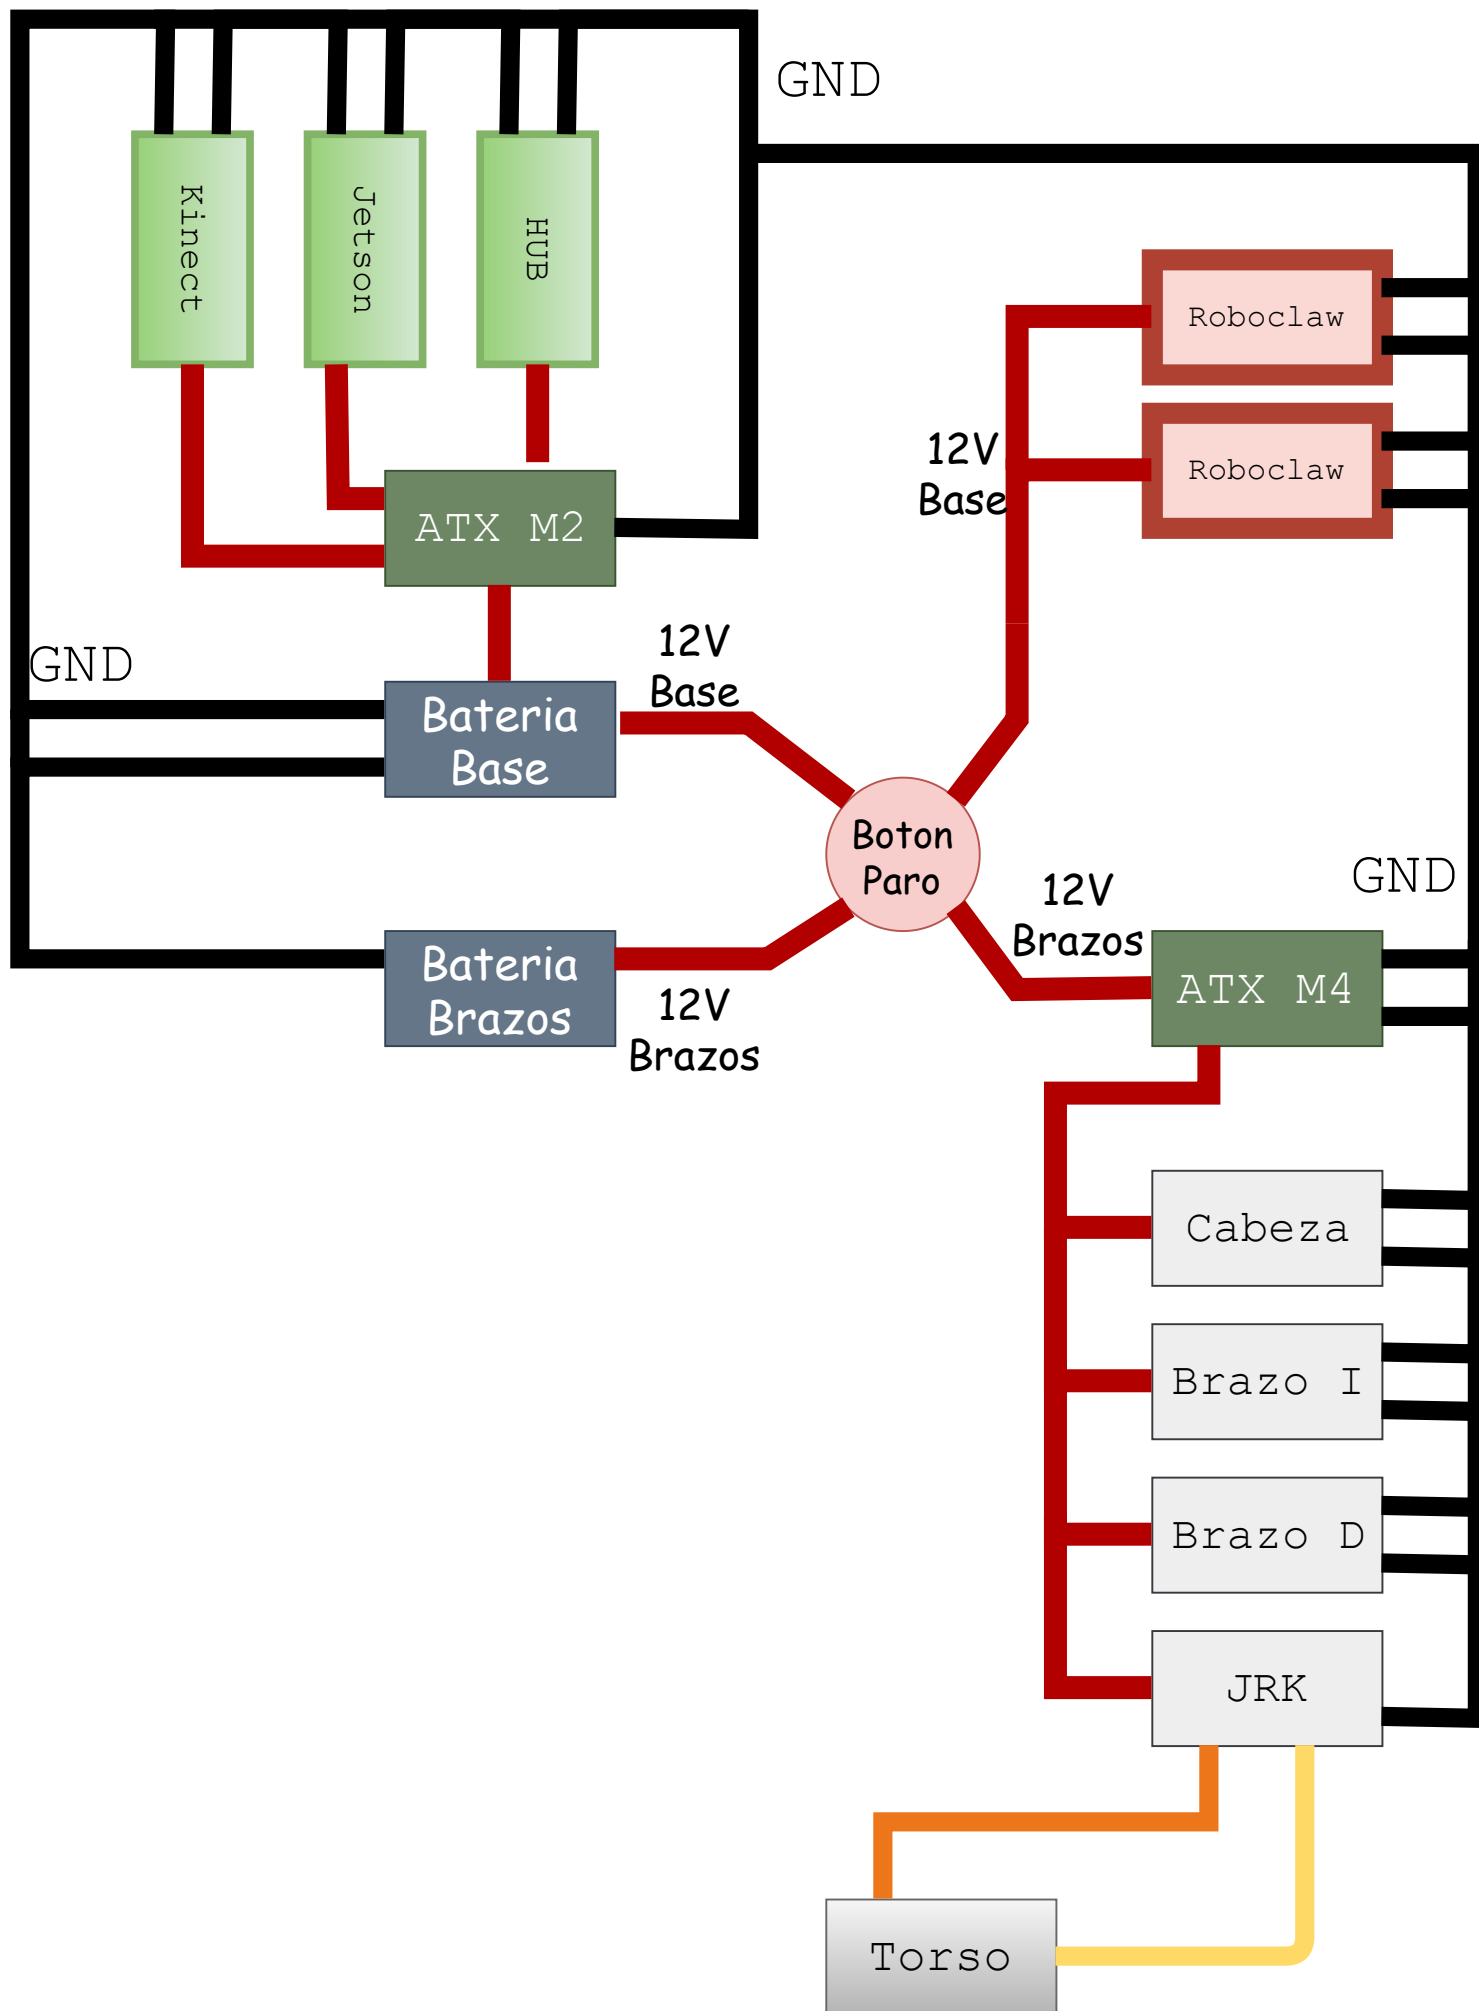 GND
Kinect
Jetson
HUB
Roboclaw
12V
Base
Roboclaw
ATX M2
GND
12V
Base
Bateria
Base
Boton
Paro
12V
Brazos
GND
Bateria
Brazos
12V
Brazos
ATX M4
Cabeza
Brazo I
Brazo D
JRK
Torso